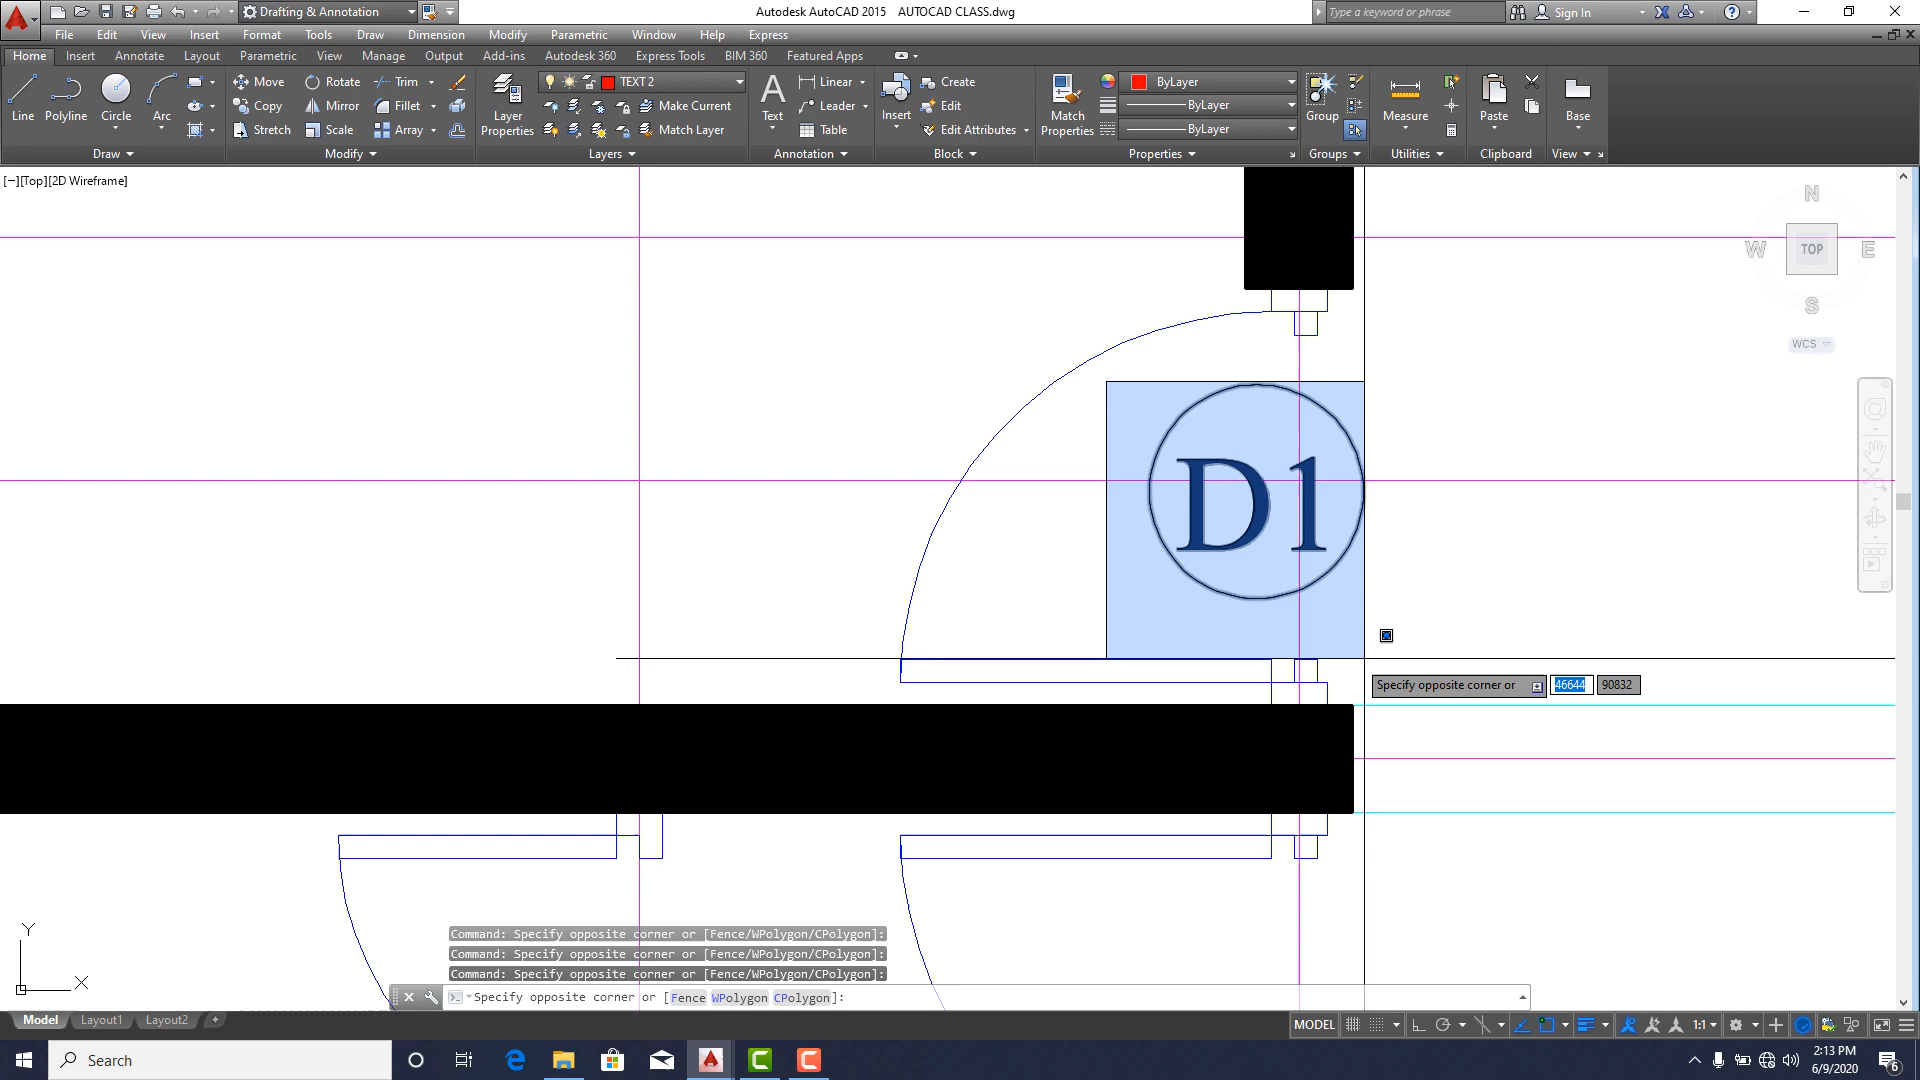 Drafting & Annotation
Autodesk AutoCAD 2015 AUTOCAD CLASS.dwg
Type a keyword or phrase
Sign In
File Edit View Insert Format Tools Draw Dimension Modify Parametric Window Help Express
Home Insert Annotate Layout Parametric View Manage Output Add-ins Autodesk 360 Express Tools BIM 360 Featured Apps
Line Polyline Circle Arc
Move Rotate Trim
Copy Mirror Fillet
Stretch Scale Array
Layer Properties
TEXT 2
Make Current
Match Layer
Text
Linear
Leader
Table
Insert
Create
Edit
Edit Attributes
Match Properties
ByLayer
ByLayer
ByLayer
Group
Measure
Paste
Base
Draw Modify Layers Annotation Block Properties Groups Utilities Clipboard View
[−][Top][2D Wireframe]
N
W TOP E
S
WCS
D1
Specify opposite corner or 46644 90832
Y
X
Command: Specify opposite corner or [Fence/WPolygon/CPolygon]:
Command: Specify opposite corner or [Fence/WPolygon/CPolygon]:
Command: Specify opposite corner or [Fence/WPolygon/CPolygon]:
Specify opposite corner or [Fence WPolygon CPolygon]:
Model Layout1 Layout2
MODEL 1:1
Search
2:13 PM
6/9/2020
6